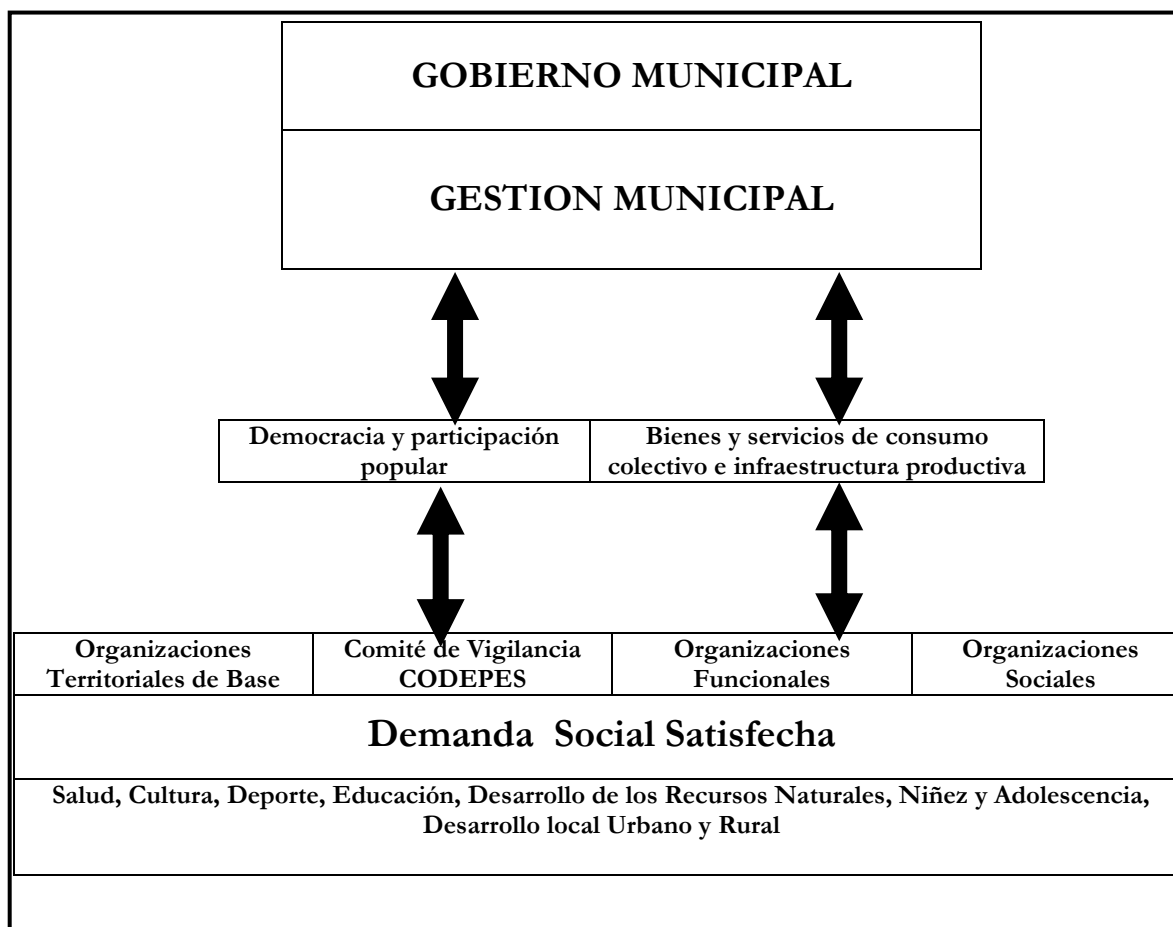 GOBIERNO MUNICIPAL
GESTION MUNICIPAL
Democracia y participación
popular
Bienes y servicios de consumo
colectivo e infraestructura productiva
Organizaciones
Territoriales de Base
Comité de Vigilancia
CODEPES
Organizaciones
Funcionales
Organizaciones
Sociales
Demanda Social Satisfecha
Salud, Cultura, Deporte, Educación, Desarrollo de los Recursos Naturales, Niñez y Adolescencia,
Desarrollo local Urbano y Rural